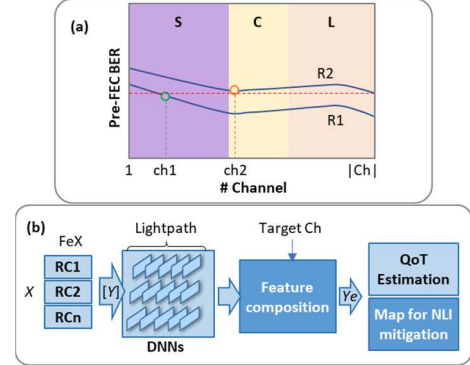 (a)
S C L
Pre-FEC BER
R2
R1
1 ch1 ch2 |Ch|
# Channel
(b)
FeX Lightpath Target Ch
X
RC1
RC2
RCn
[Y]
DNNs
Feature
composition
Ye
QoT
Estimation
Map for NLI
mitigation